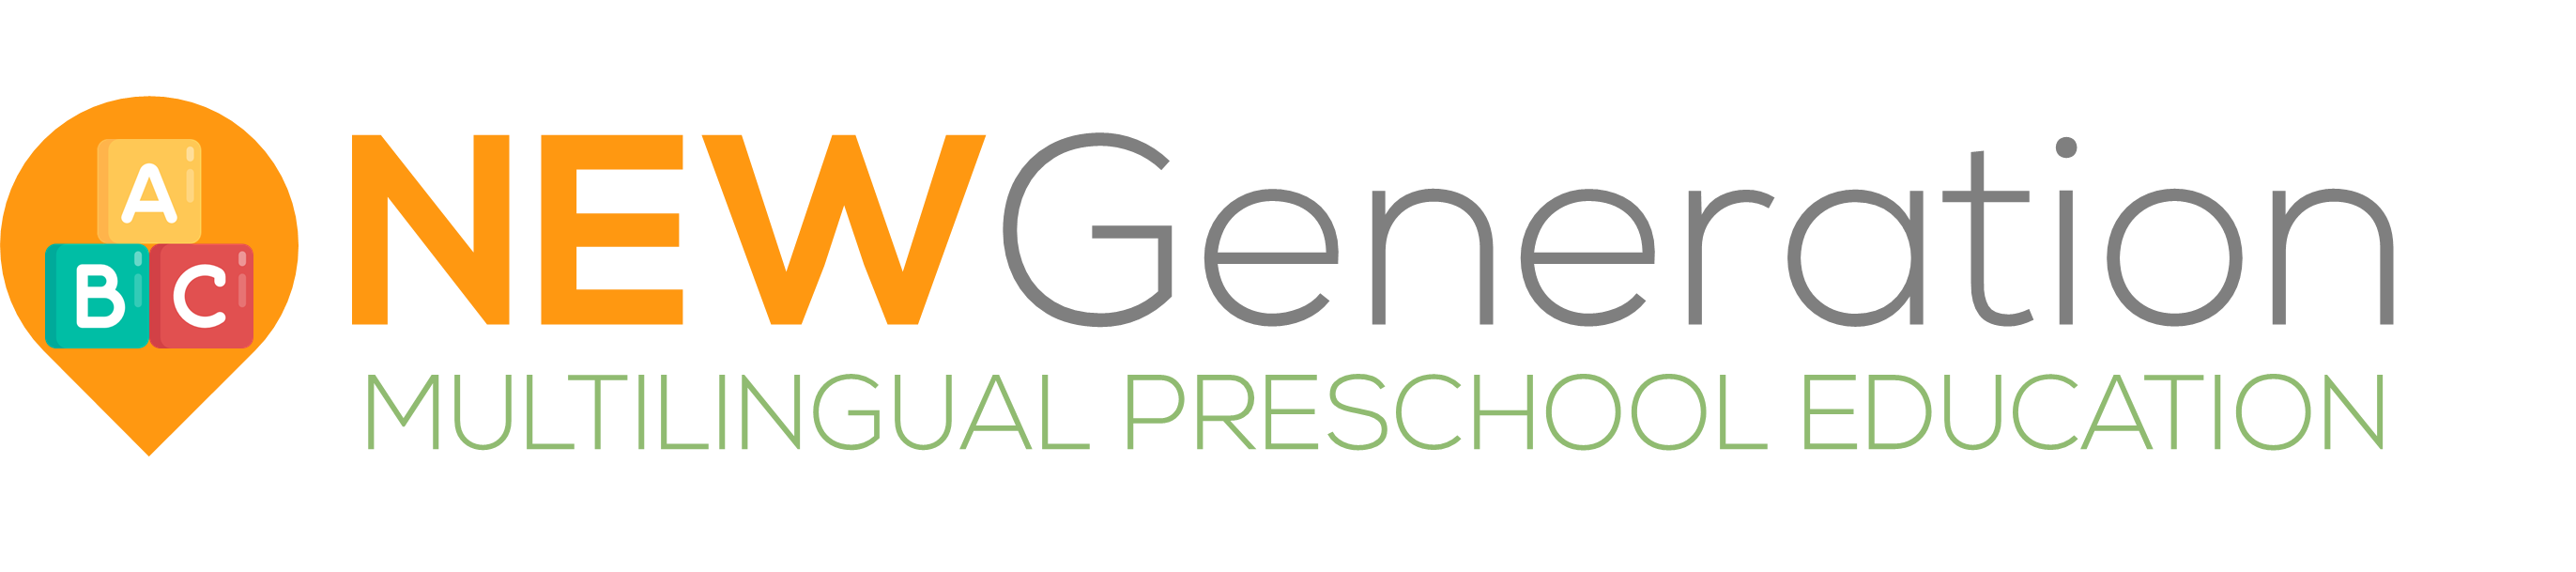 A
B C
NEWGeneration
MULTILINGUAL PRESCHOOL EDUCATION